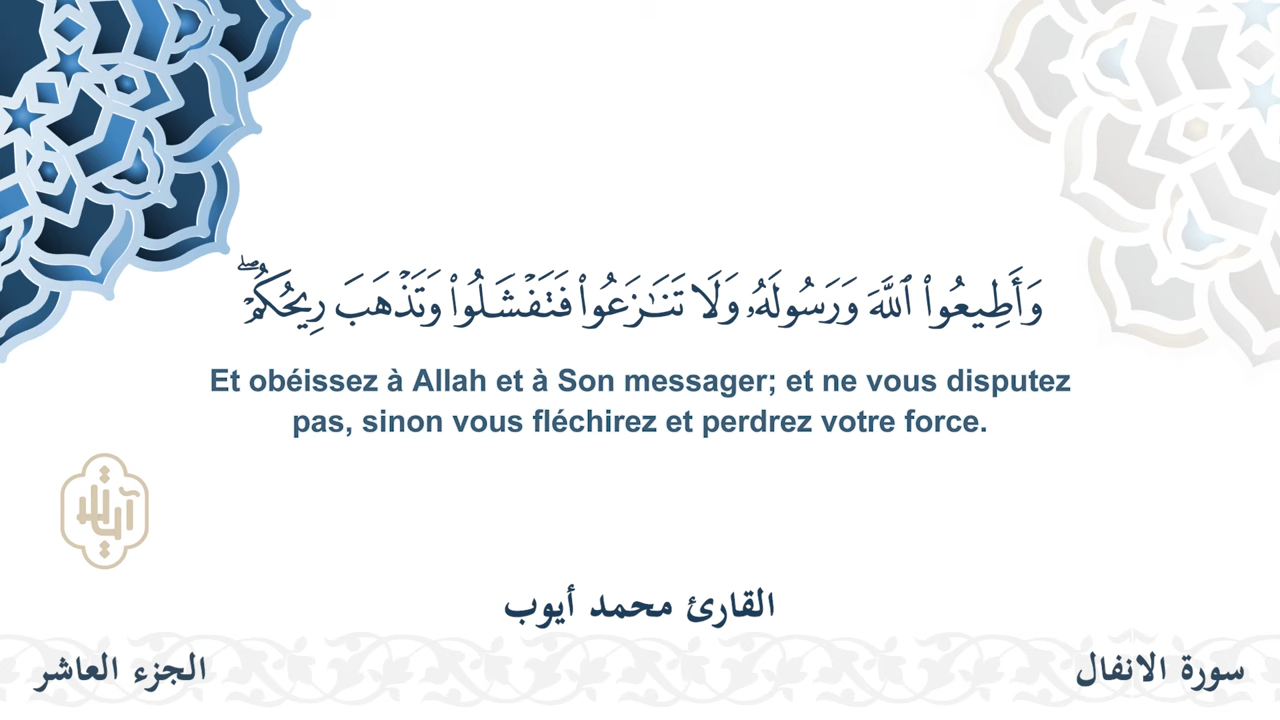 وَأَطِيعُوا۟ ٱللَّهَ وَرَسُولَهُۥ وَلَا تَنَـٰزَعُوا۟ فَتَفْشَلُوا۟ وَتَذْهَبَ رِيحُكُمْ ۖ
Et obéissez à Allah et à Son messager; et ne vous disputez
pas, sinon vous fléchirez et perdrez votre force.
آيات
القارئ محمد أيوب
سورة الانفال
الجزء العاشر